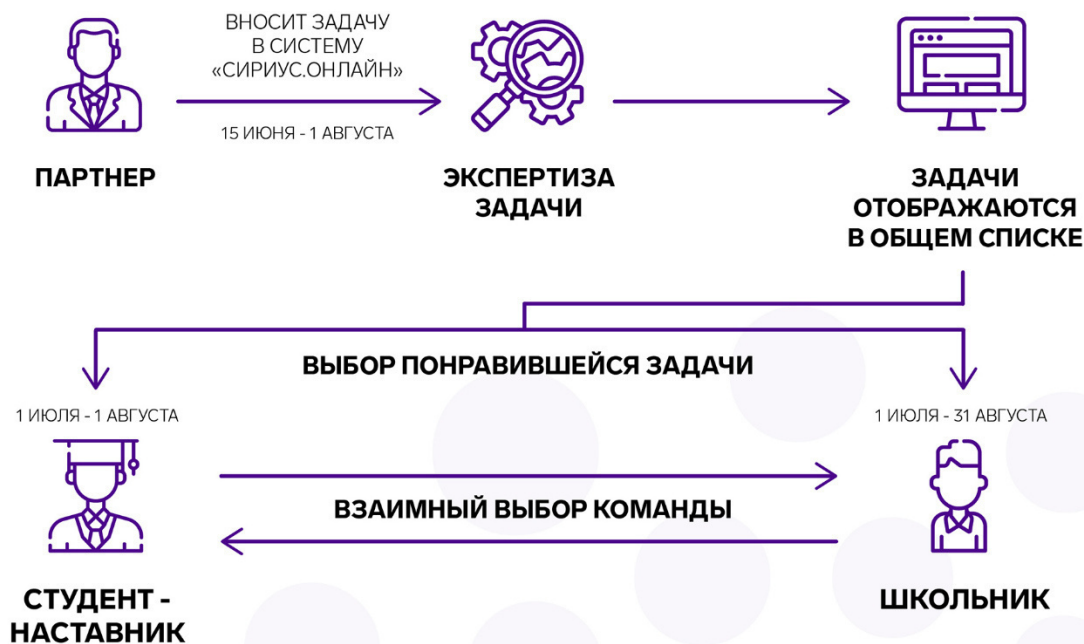 ВНОСИТ ЗАДАЧУ
В СИСТЕМУ
«СИРИУС.ОНЛАЙН»
15 ИЮНЯ - 1 АВГУСТА
ПАРТНЕР
ЭКСПЕРТИЗА
ЗАДАЧИ
ЗАДАЧИ
ОТОБРАЖАЮТСЯ
В ОБЩЕМ СПИСКЕ
ВЫБОР ПОНРАВИВШЕЙСЯ ЗАДАЧИ
1 ИЮЛЯ - 1 АВГУСТА
1 ИЮЛЯ - 31 АВГУСТА
ВЗАИМНЫЙ ВЫБОР КОМАНДЫ
СТУДЕНТ -
НАСТАВНИК
ШКОЛЬНИК